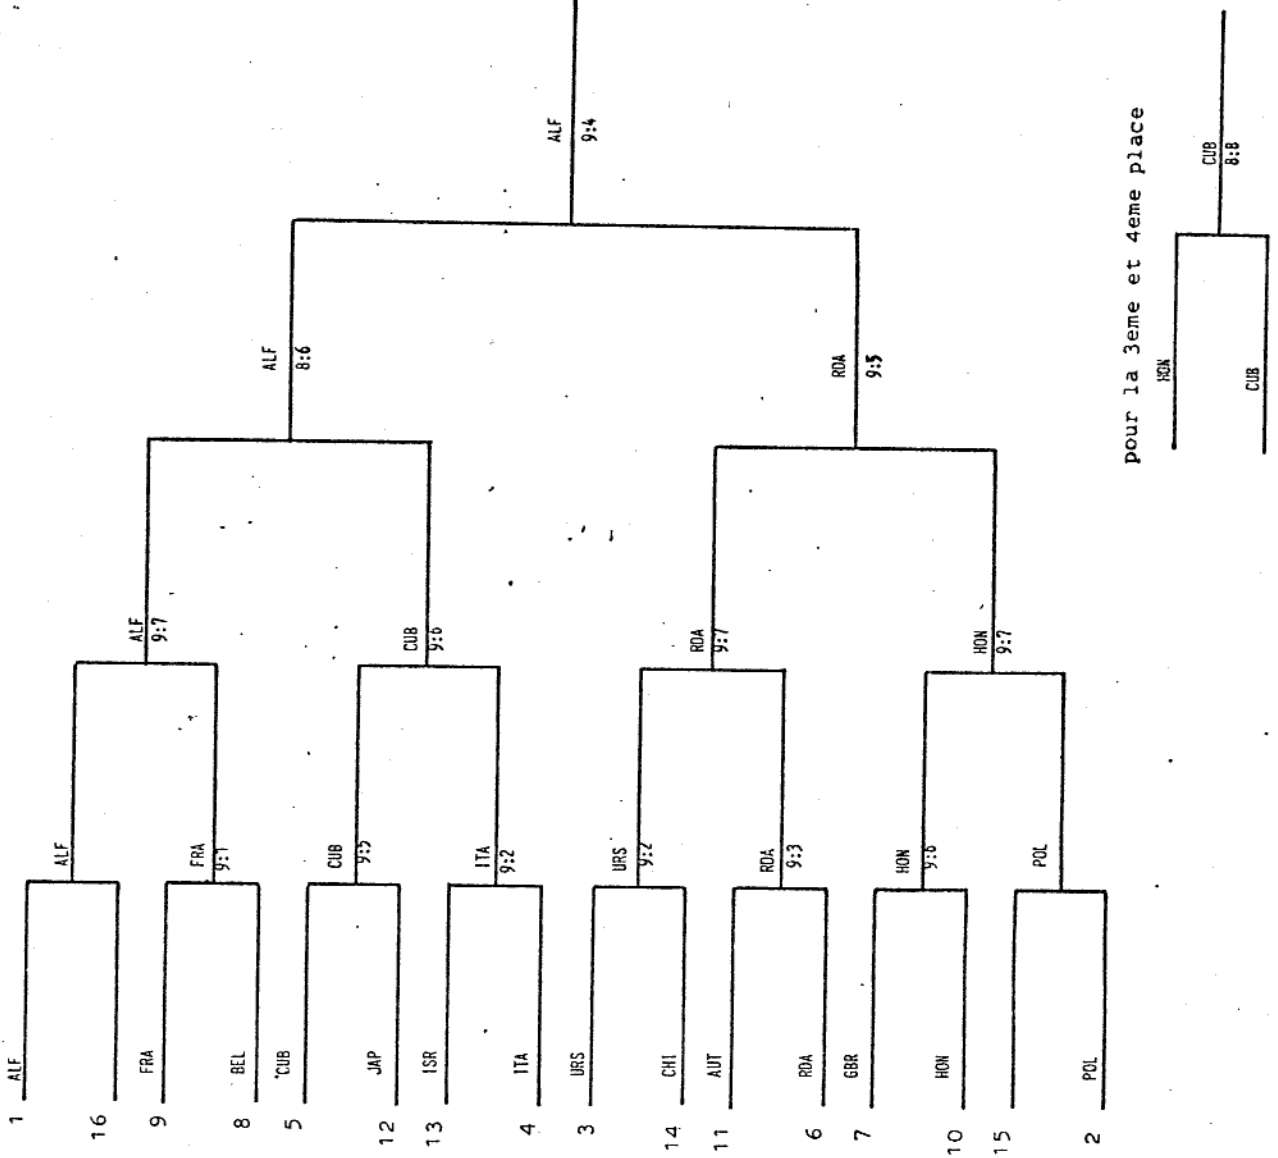 1 ALF
16
9 FRA
8 BEL
5 CUB
12 JAP
13 ISR
4 ITA
3 URS
14 CHI
11 AUT
6 RDA
7 GBR
10 HON
15
2 POL
ALF
FRA
9:1
CUB
9:5
ITA
9:2
URS
9:2
RDA
9:3
HON
9:6
POL
ALF
9:7
CUB
9:6
RDA
9:7
HON
9:7
ALF
8:6
RDA
9:5
ALF
9:4
pour la 3eme et 4eme place
HON
CUB
CUB
8:8